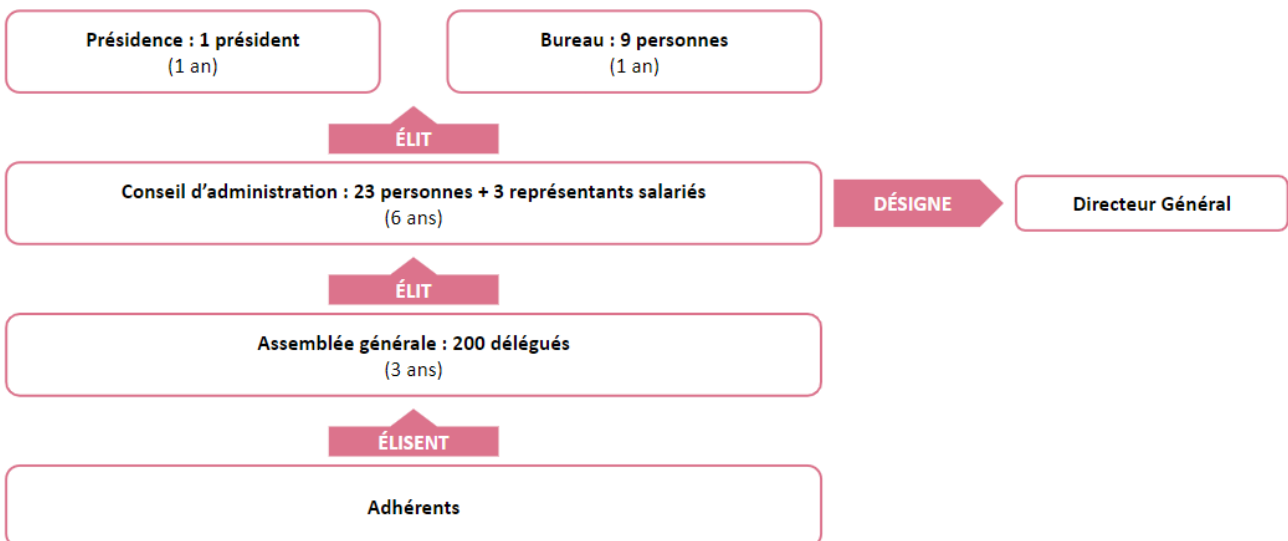 Présidence : 1 président
(1 an)
Bureau : 9 personnes
(1 an)
ÉLIT
Conseil d'administration : 23 personnes + 3 représentants salariés
(6 ans)
DÉSIGNE
Directeur Général
ÉLIT
Assemblée générale : 200 délégués
(3 ans)
ÉLISENT
Adhérents